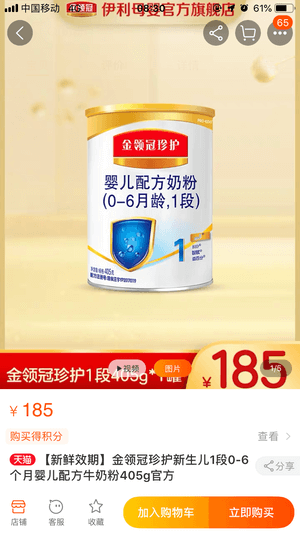 中国移动
08:30
61%
伊利母婴官方旗舰店
65
金领冠珍护
婴儿配方奶粉
(0-6月龄,1段)
1
405克
金领冠珍护1段405g*1罐
￥185
视频
图片
1/5
￥185
购买得积分
查看
天猫
【新鲜效期】金领冠珍护新生儿1段0-6
个月婴儿配方牛奶粉405g官方
分享
店铺
客服
收藏
加入购物车
立即购买